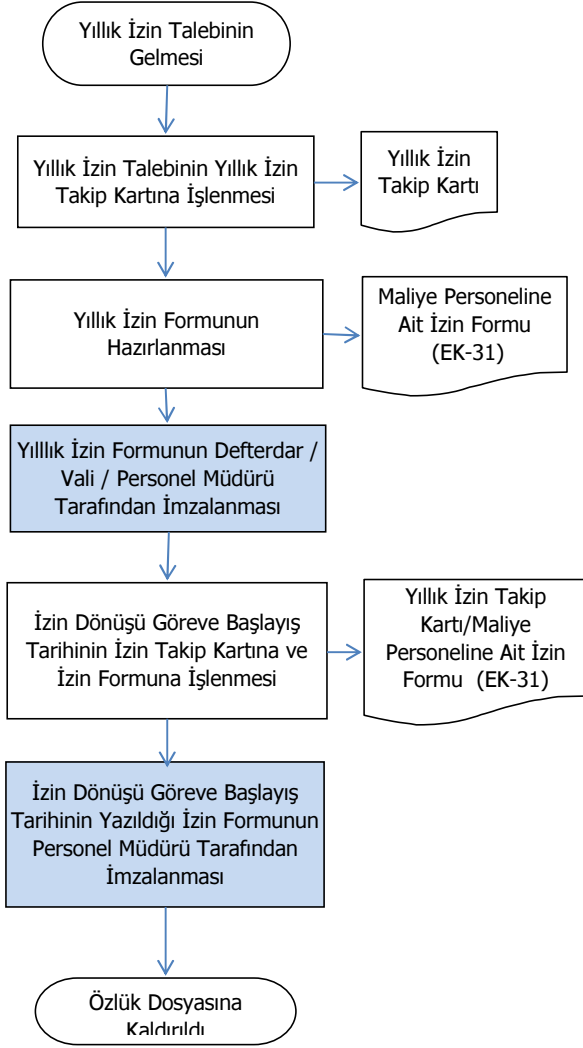 Yıllık İzin Talebinin
Gelmesi
Yıllık İzin Talebinin Yıllık İzin
Takip Kartına İşlenmesi
Yıllık İzin
Takip Kartı
Yıllık İzin Formunun
Hazırlanması
Maliye Personeline
Ait İzin Formu
(EK-31)
Yılllık İzin Formunun Defterdar /
Vali / Personel Müdürü
Tarafından İmzalanması
İzin Dönüşü Göreve Başlayış
Tarihinin İzin Takip Kartına ve
İzin Formuna İşlenmesi
Yıllık İzin Takip
Kartı/Maliye
Personeline Ait İzin
Formu (EK-31)
İzin Dönüşü Göreve Başlayış
Tarihinin Yazıldığı İzin Formunun
Personel Müdürü Tarafından
İmzalanması
Özlük Dosyasına
Kaldırıldı